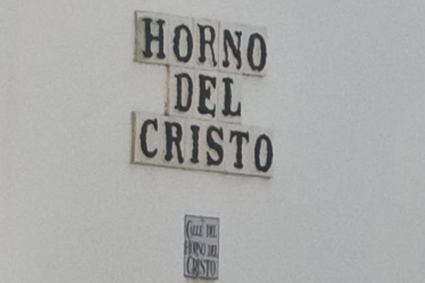 HORNO
DEL
CRISTO
CALLE DEL
HORNO DEL
CRISTO